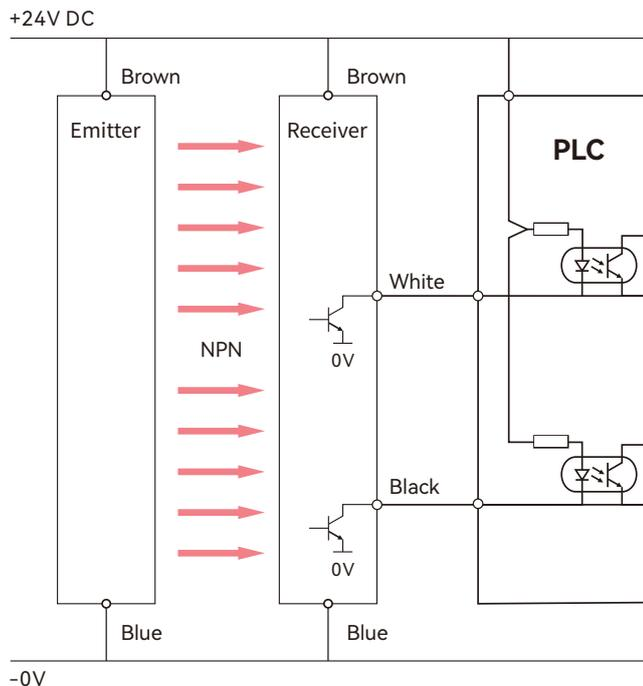 +24V DC
Brown
Brown
Emitter
Receiver
PLC
White
NPN
0V
Black
0V
Blue
Blue
-0V